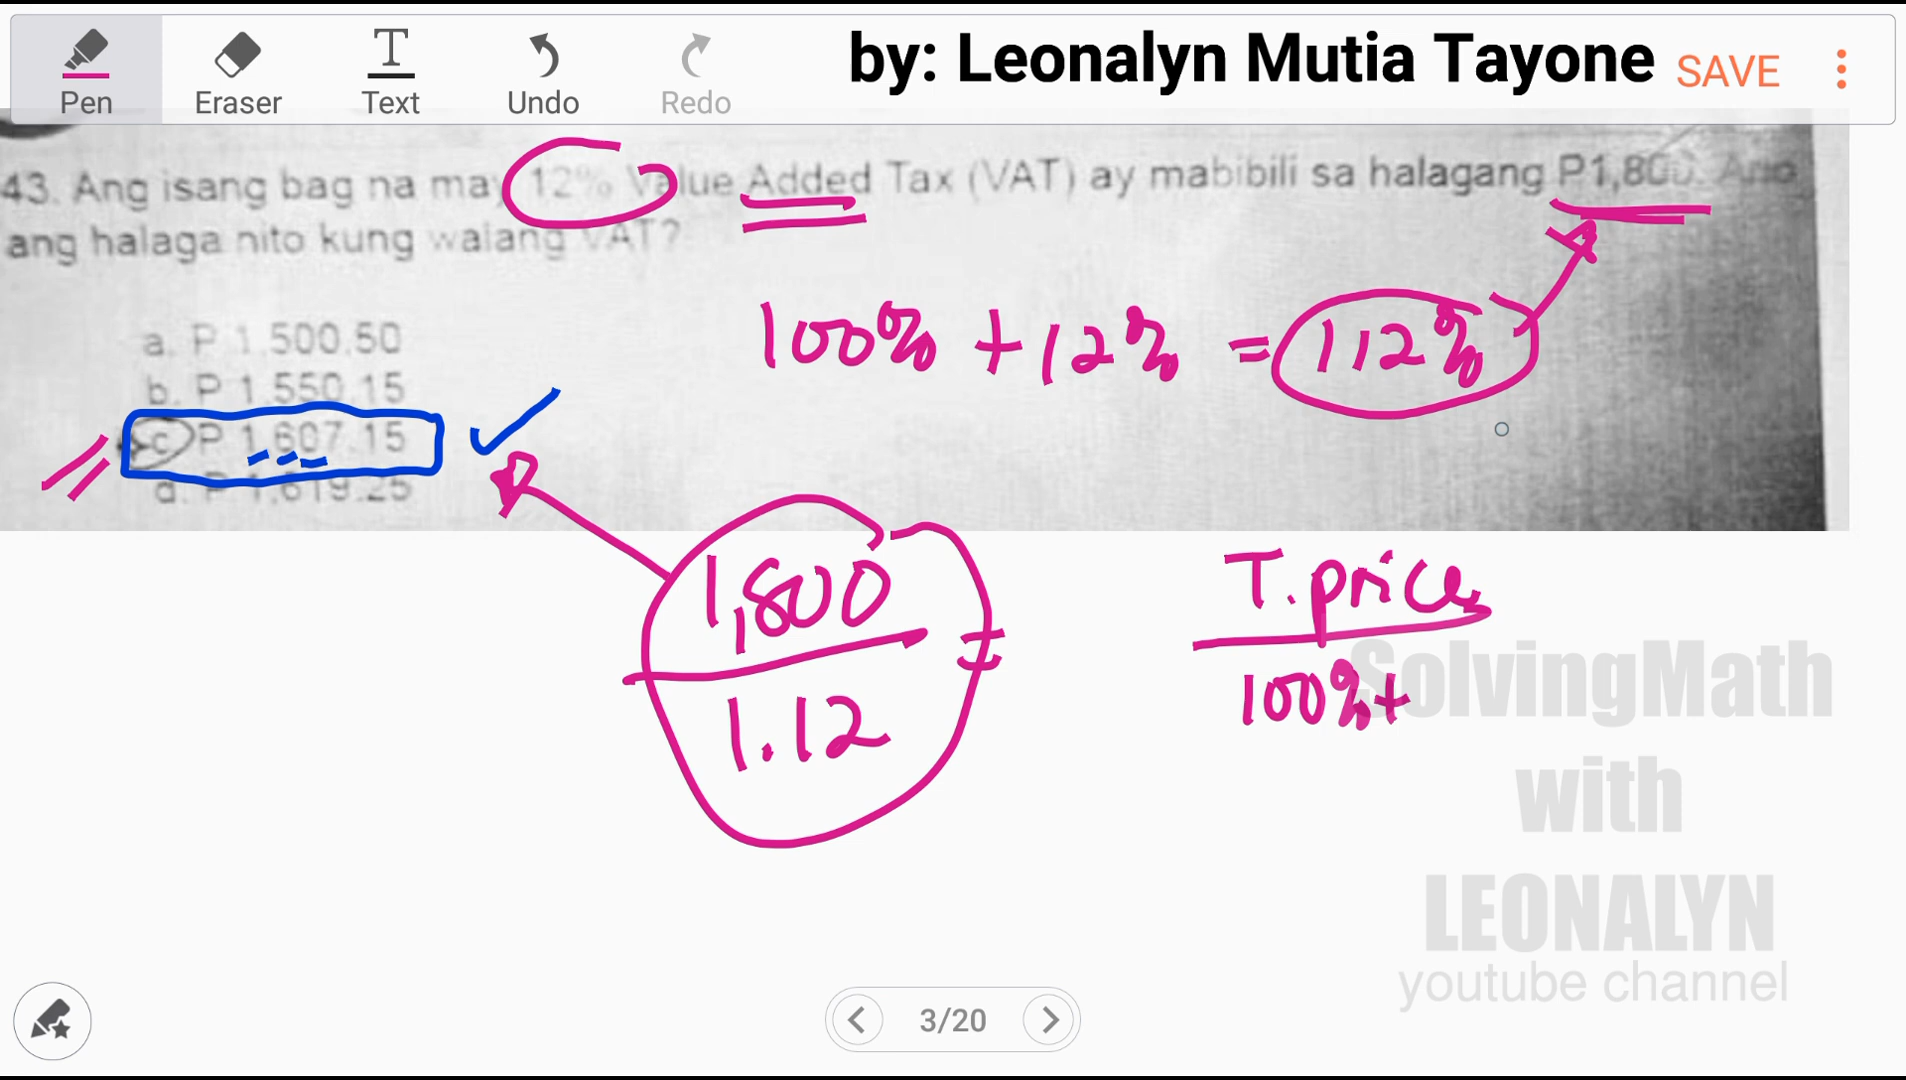 by: Leonalyn Mutia Tayone
SAVE
Pen
Eraser
Text
Undo
Redo
43. Ang isang bag na may 12% Value Added Tax (VAT) ay mabibili sa halagang P1,800. Ano
ang halaga nito kung walang VAT?
a. P 1,500.50
b. P 1,550.15
c P 1,607.15
d. P 1,619.25
100% + 12% = 112%
1,800
1.12
=
T. price
100% +
SolvingMath
with
LEONALYN
youtube channel
3/20